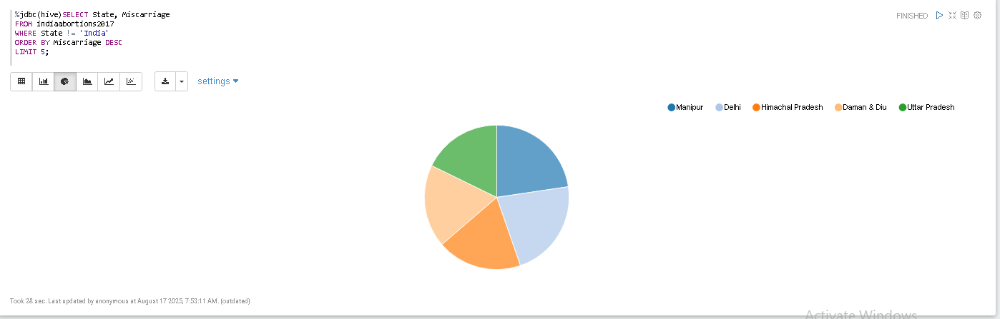 %jdbc(hive)SELECT State, Miscarriage
FROM indiaabortions2017
WHERE State != 'India'
ORDER BY Miscarriage DESC
LIMIT 5;
FINISHED
settings
Manipur Delhi Himachal Pradesh Daman & Diu Uttar Pradesh
Took 28 sec. Last updated by anonymous at August 17 2025, 7:53:11 AM. (outdated)
Activate Windows